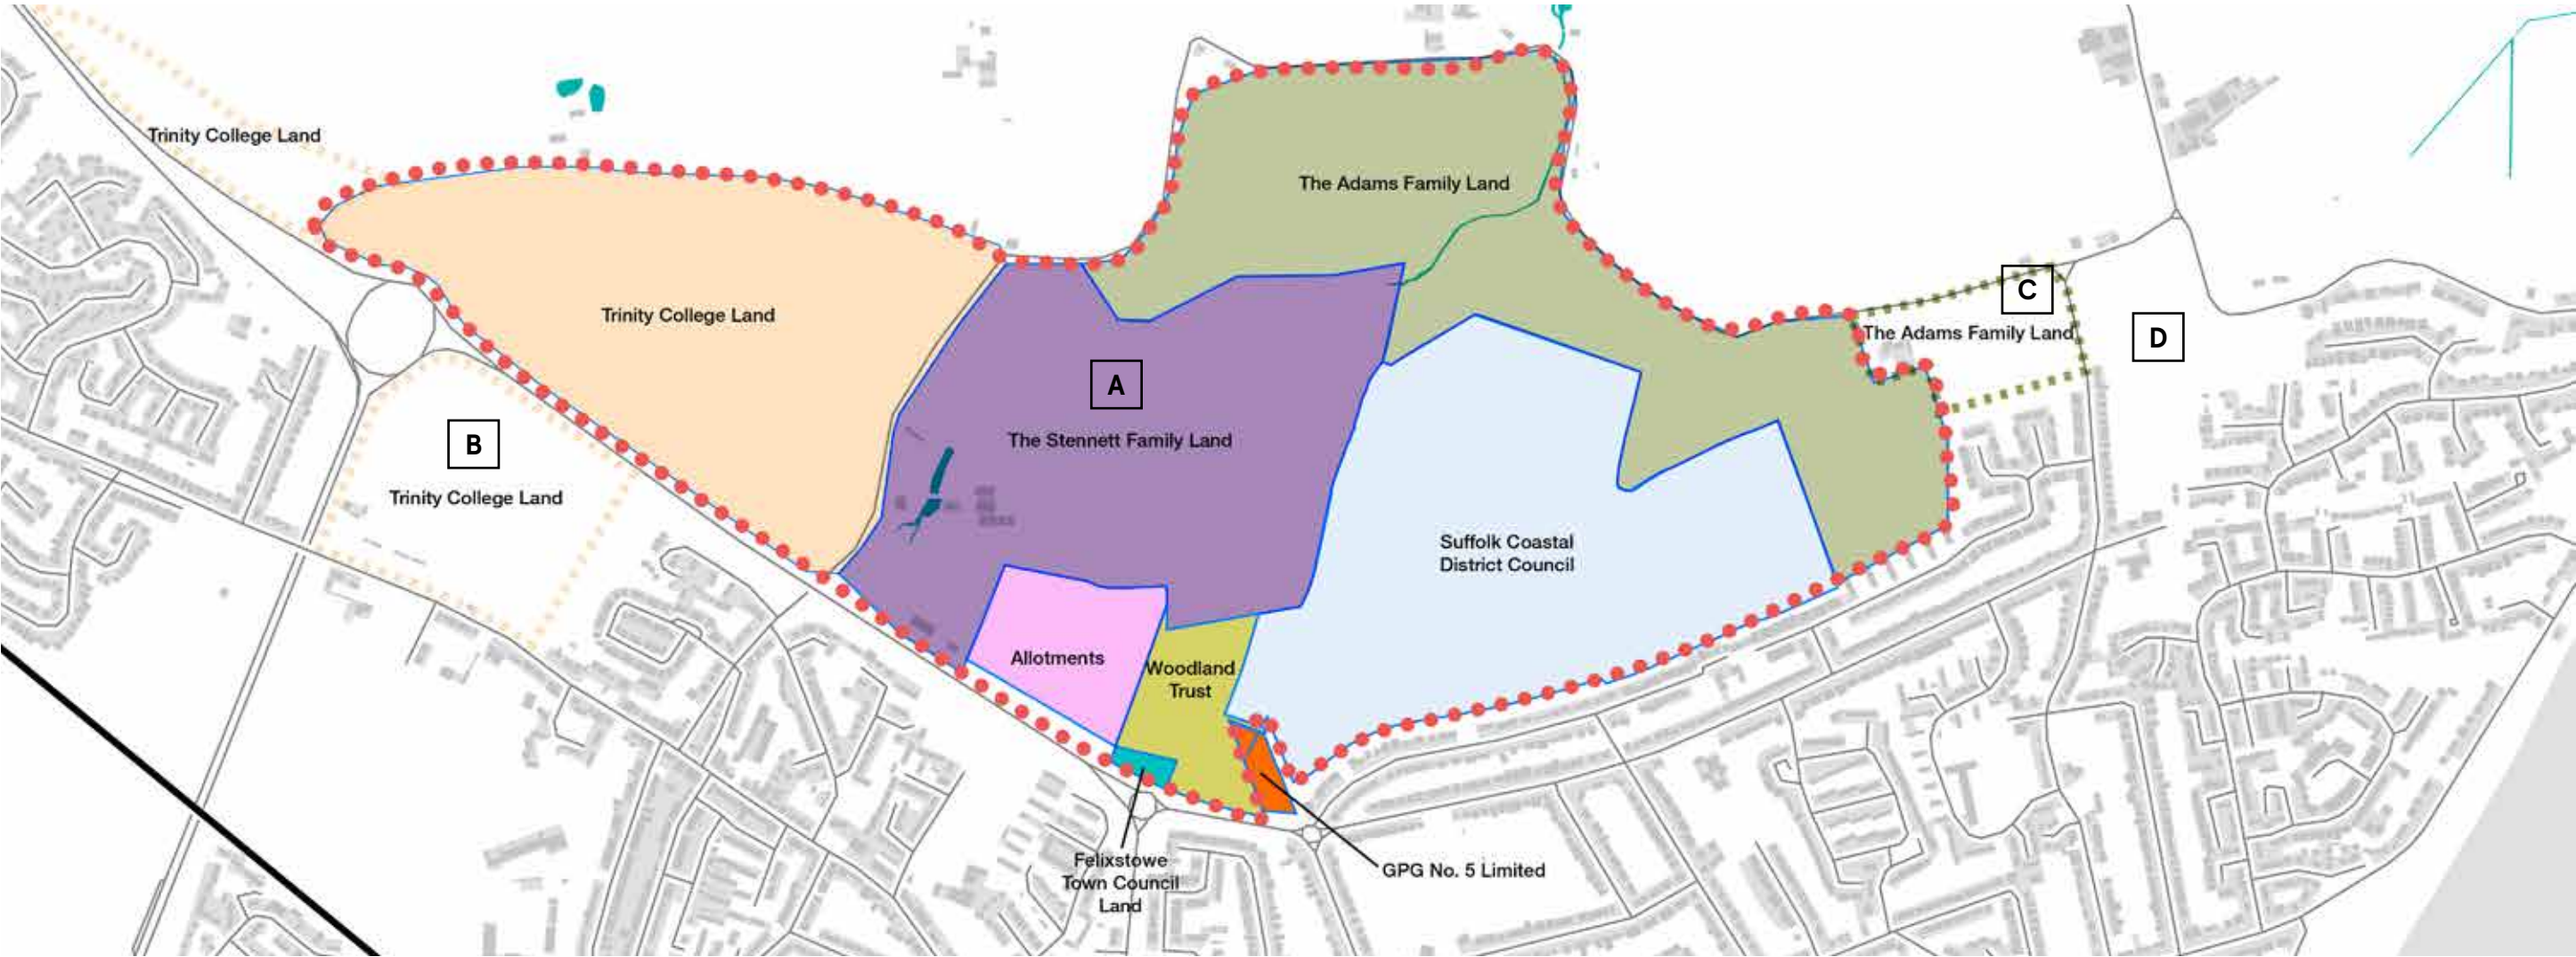 Trinity College Land
The Adams Family Land
C
The Adams Family Land
D
Trinity College Land
A
The Stennett Family Land
B
Trinity College Land
Suffolk Coastal
District Council
Allotments
Woodland
Trust
Felixstowe
Town Council
Land
GPG No. 5 Limited